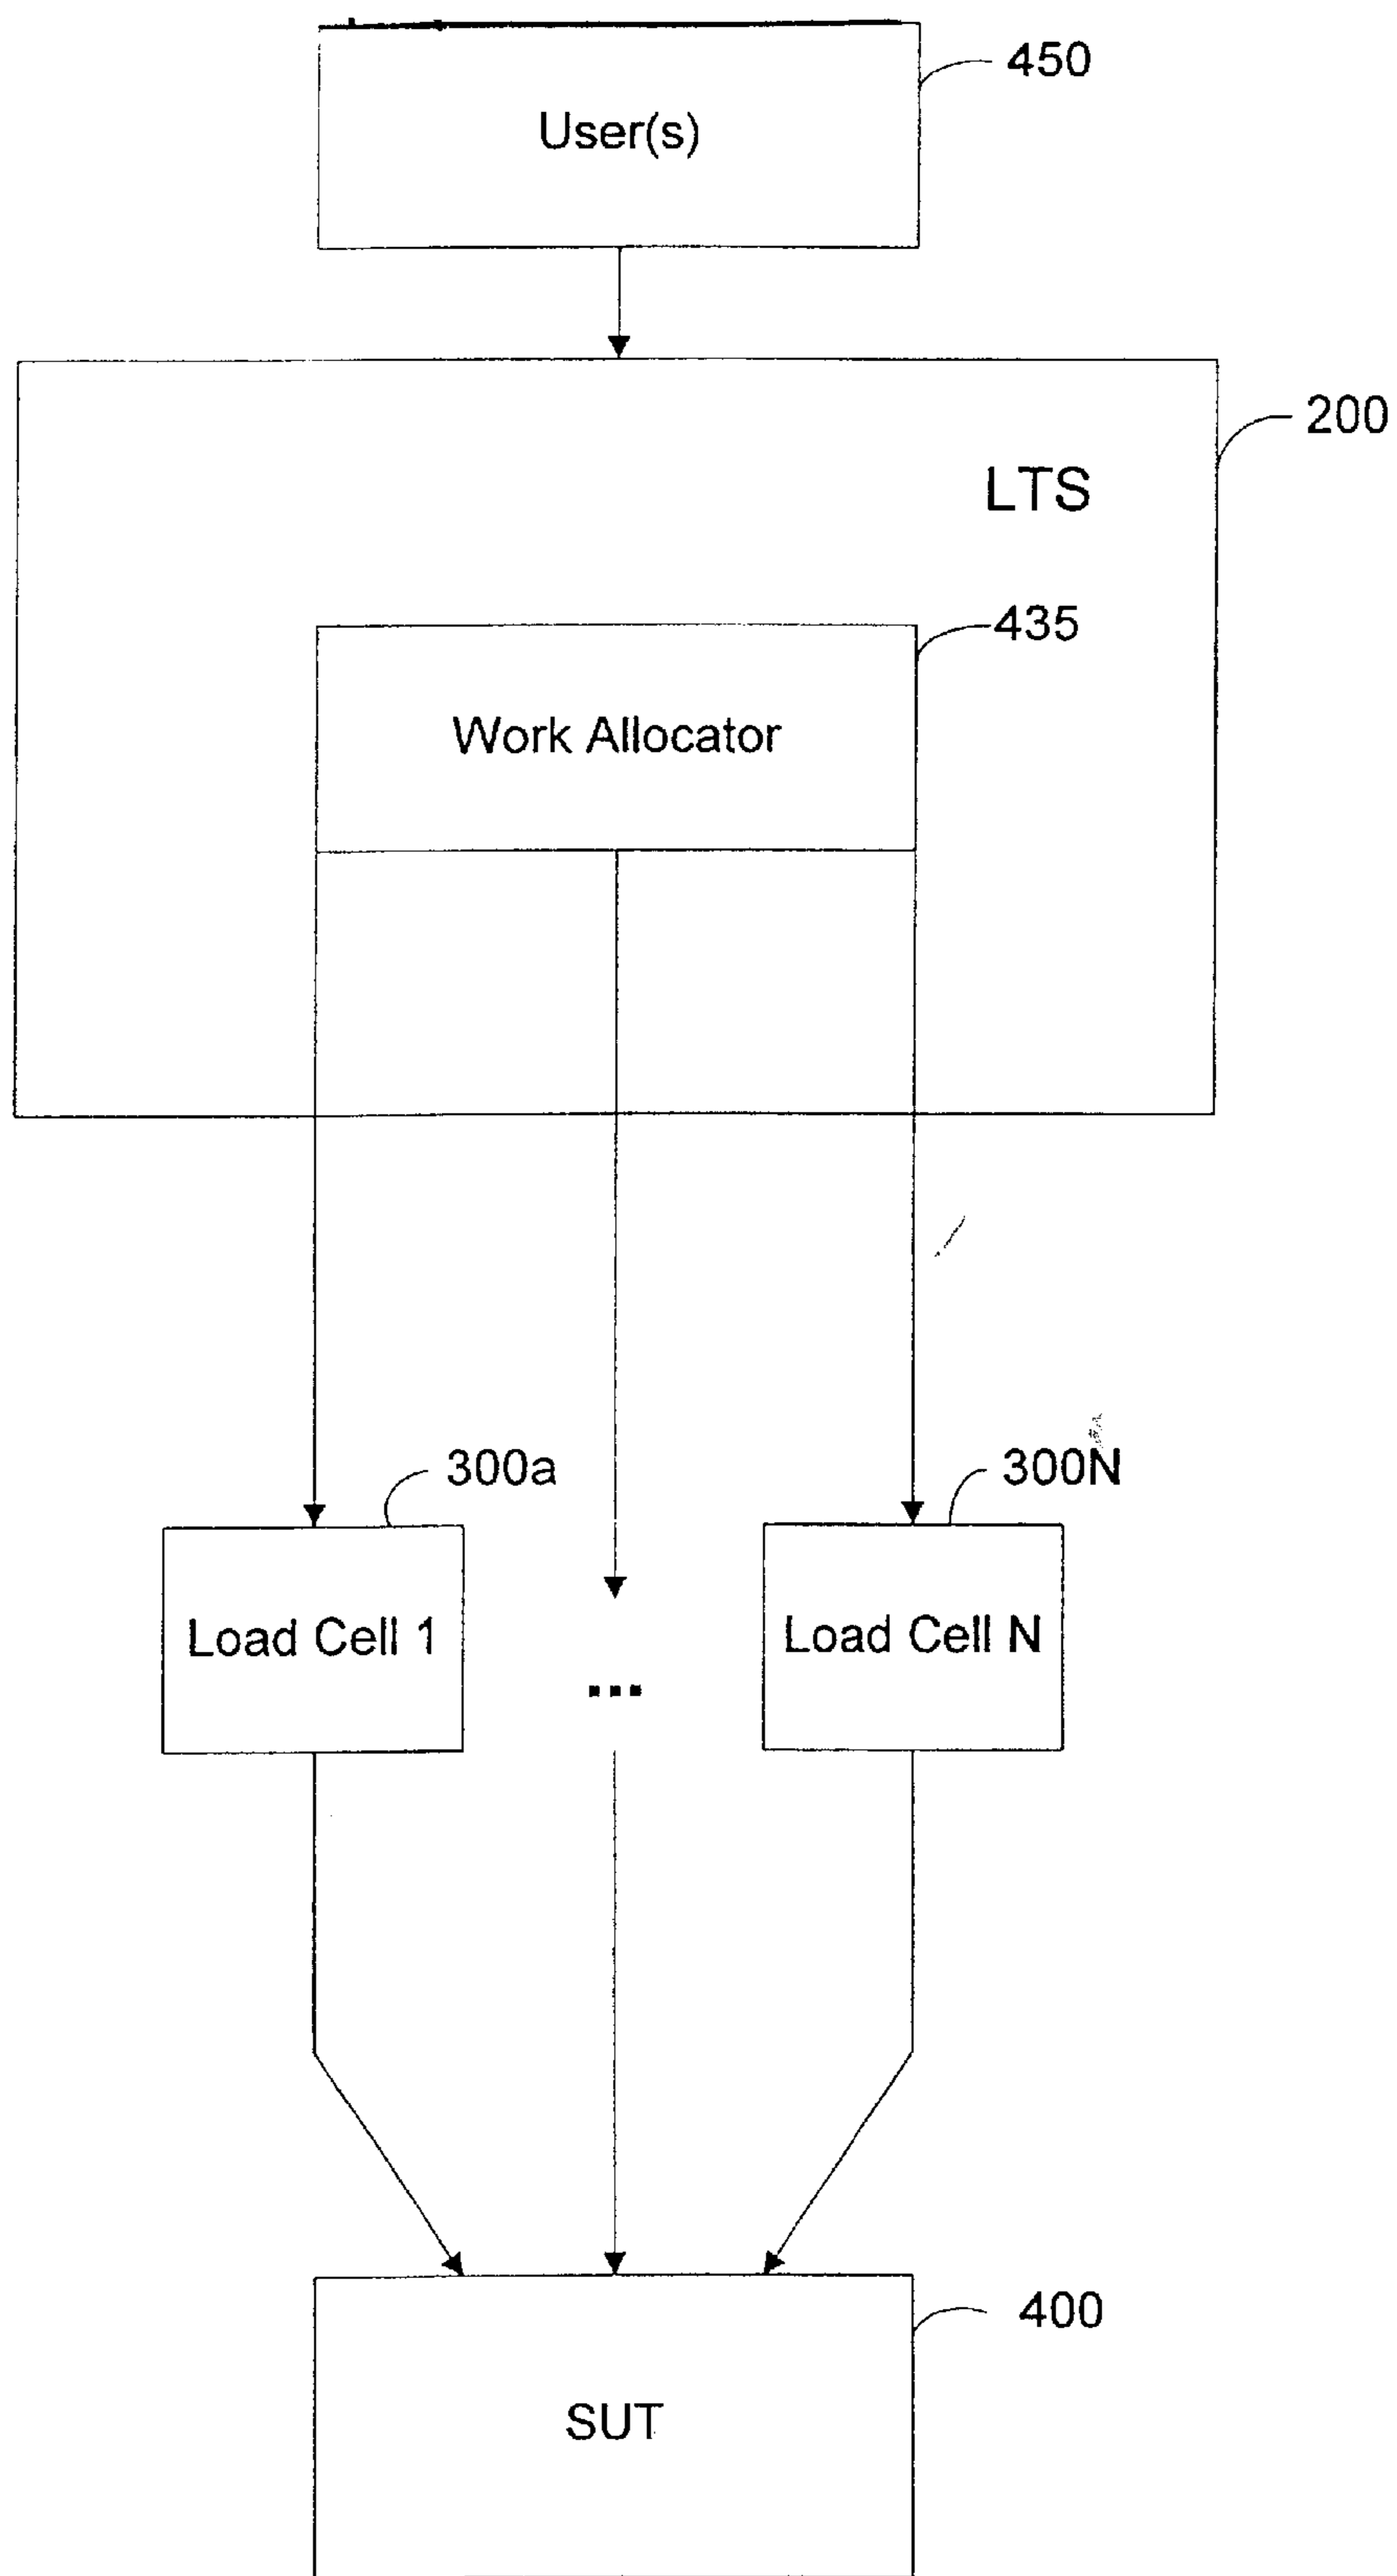 450
User(s)
200
LTS
435
Work Allocator
300a
300N
Load Cell 1
Load Cell N
...
400
SUT